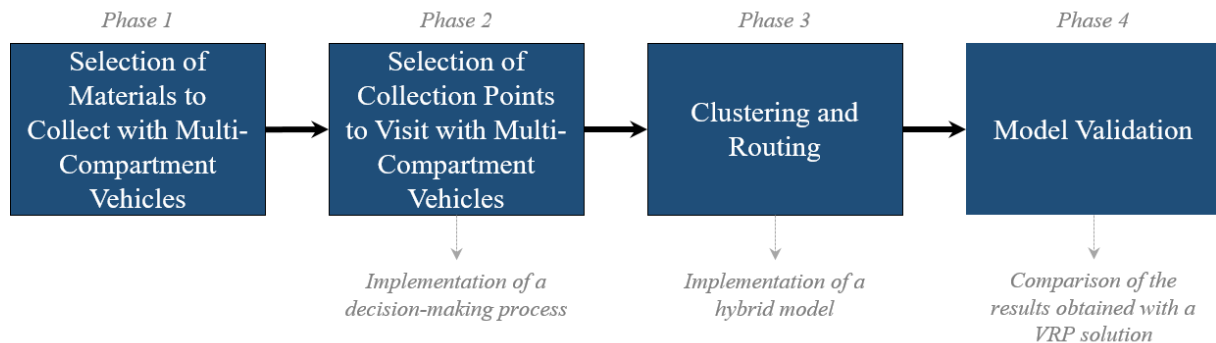 Phase 1
Phase 2
Phase 3
Phase 4
Selection of
Materials to
Collect with Multi-
Compartment
Vehicles
Selection of
Collection Points
to Visit with Multi-
Compartment
Vehicles
Clustering and
Routing
Model Validation
Implementation of a
decision-making process
Implementation of a
hybrid model
Comparison of the
results obtained with a
VRP solution